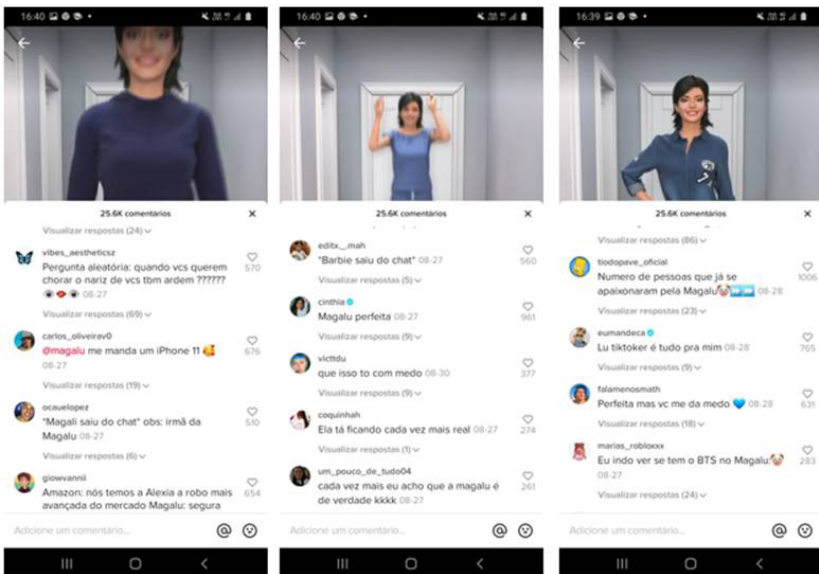 16:40
25.6K comentários
Visualizar respostas (24)
vibes_aestheticsz
Pergunta aleatória: quando vcs querem
chorar o nariz de vcs tbm ardem ??????
08-27
570
Visualizar respostas (69)
carlos_oliveirav0
@magalu me manda um iPhone 11
08-27
676
Visualizar respostas (19)
ocauelopez
"Magali saiu do chat" obs: irmã da
Magalu 08-27
510
Visualizar respostas (6)
giowvannii
Amazon: nós temos a Alexia a robo mais
avançada do mercado Magalu: segura
654
Adicione um comentário...
16:40
25.6K comentários
editx._.mah
"Barbie saiu do chat" 08-27
560
Visualizar respostas (5)
cinthia
Magalu perfeita 08-27
961
Visualizar respostas (9)
victtdu
que isso to com medo 08-30
377
Visualizar respostas (9)
coquinhah
Ela tá ficando cada vez mais real 08-27
274
Visualizar respostas (1)
um_pouco_de_tudo04
cada vez mais eu acho que a magalu é
de verdade kkkk 08-27
261
Adicione um comentário...
16:39
25.6K comentários
Visualizar respostas (86)
tiodopave_oficial
Numero de pessoas que já se
apaixonaram pela Magalu 08-28
1006
Visualizar respostas (23)
eumandeca
Lu tiktoker é tudo pra mim 08-28
765
Visualizar respostas (9)
falamenosmath
Perfeita mas vc me da medo 08-28
631
Visualizar respostas (18)
marias_robloxxx
Eu indo ver se tem o BTS no Magalu:
08-27
283
Visualizar respostas (24)
Adicione um comentário...